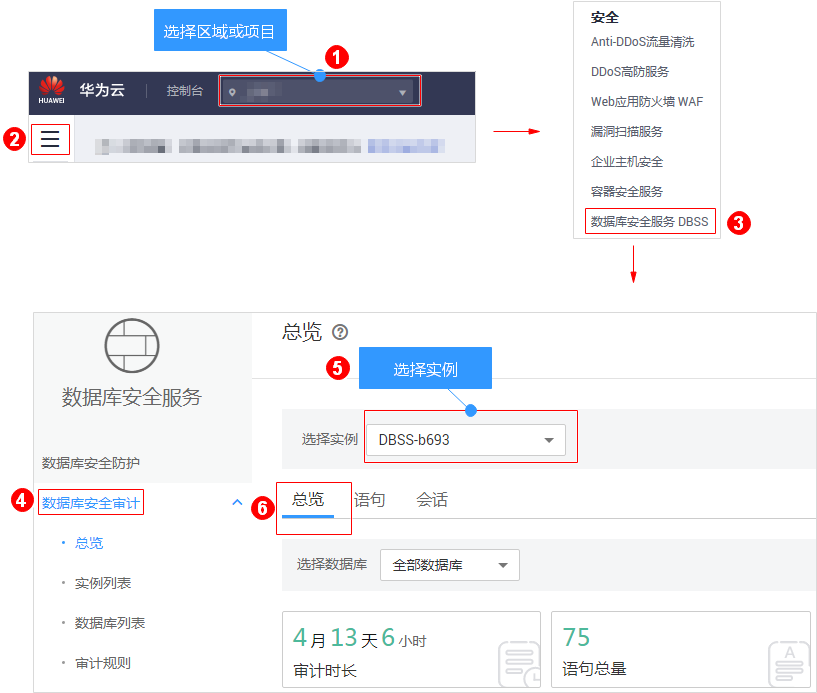 选择区域或项目
1
HUAWEI
华为云
控制台
2
安全
Anti-DDoS流量清洗
DDoS高防服务
Web应用防火墙 WAF
漏洞扫描服务
企业主机安全
容器安全服务
数据库安全服务 DBSS
3
数据库安全服务
数据库安全防护
4
数据库安全审计
总览
实例列表
数据库列表
审计规则
总览 ?
5
选择实例
选择实例 DBSS-b693
6
总览 语句 会话
选择数据库 全部数据库
4月13天6小时
审计时长
75
语句总量
A